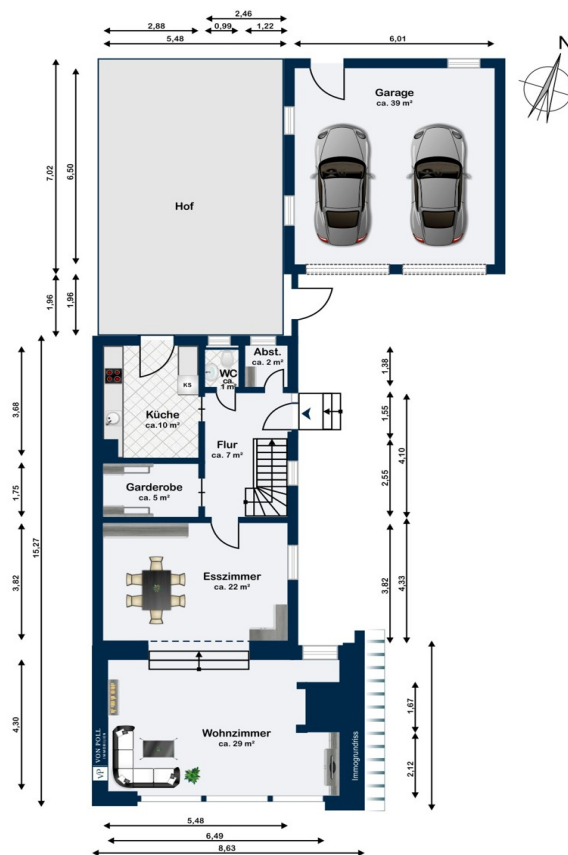 2,46
2,88
0,99
1,22
6,01
5,48
N
Garage
ca. 39 m²
7,02
6,50
Hof
1,96
1,96
Abst.
ca. 2 m²
WC
ca.
1 m²
KS
Küche
ca.10 m²
1,38
3,68
Flur
ca. 7 m²
1,55
4,10
2,55
Garderobe
ca. 5 m²
1,75
15,27
Esszimmer
ca. 22 m²
3,82
3,82
4,33
Wohnzimmer
ca. 29 m²
4,30
1,67
2,12
VP VON POLL
IMMOBILIEN
Immogrundriss
5,48
6,49
8,63